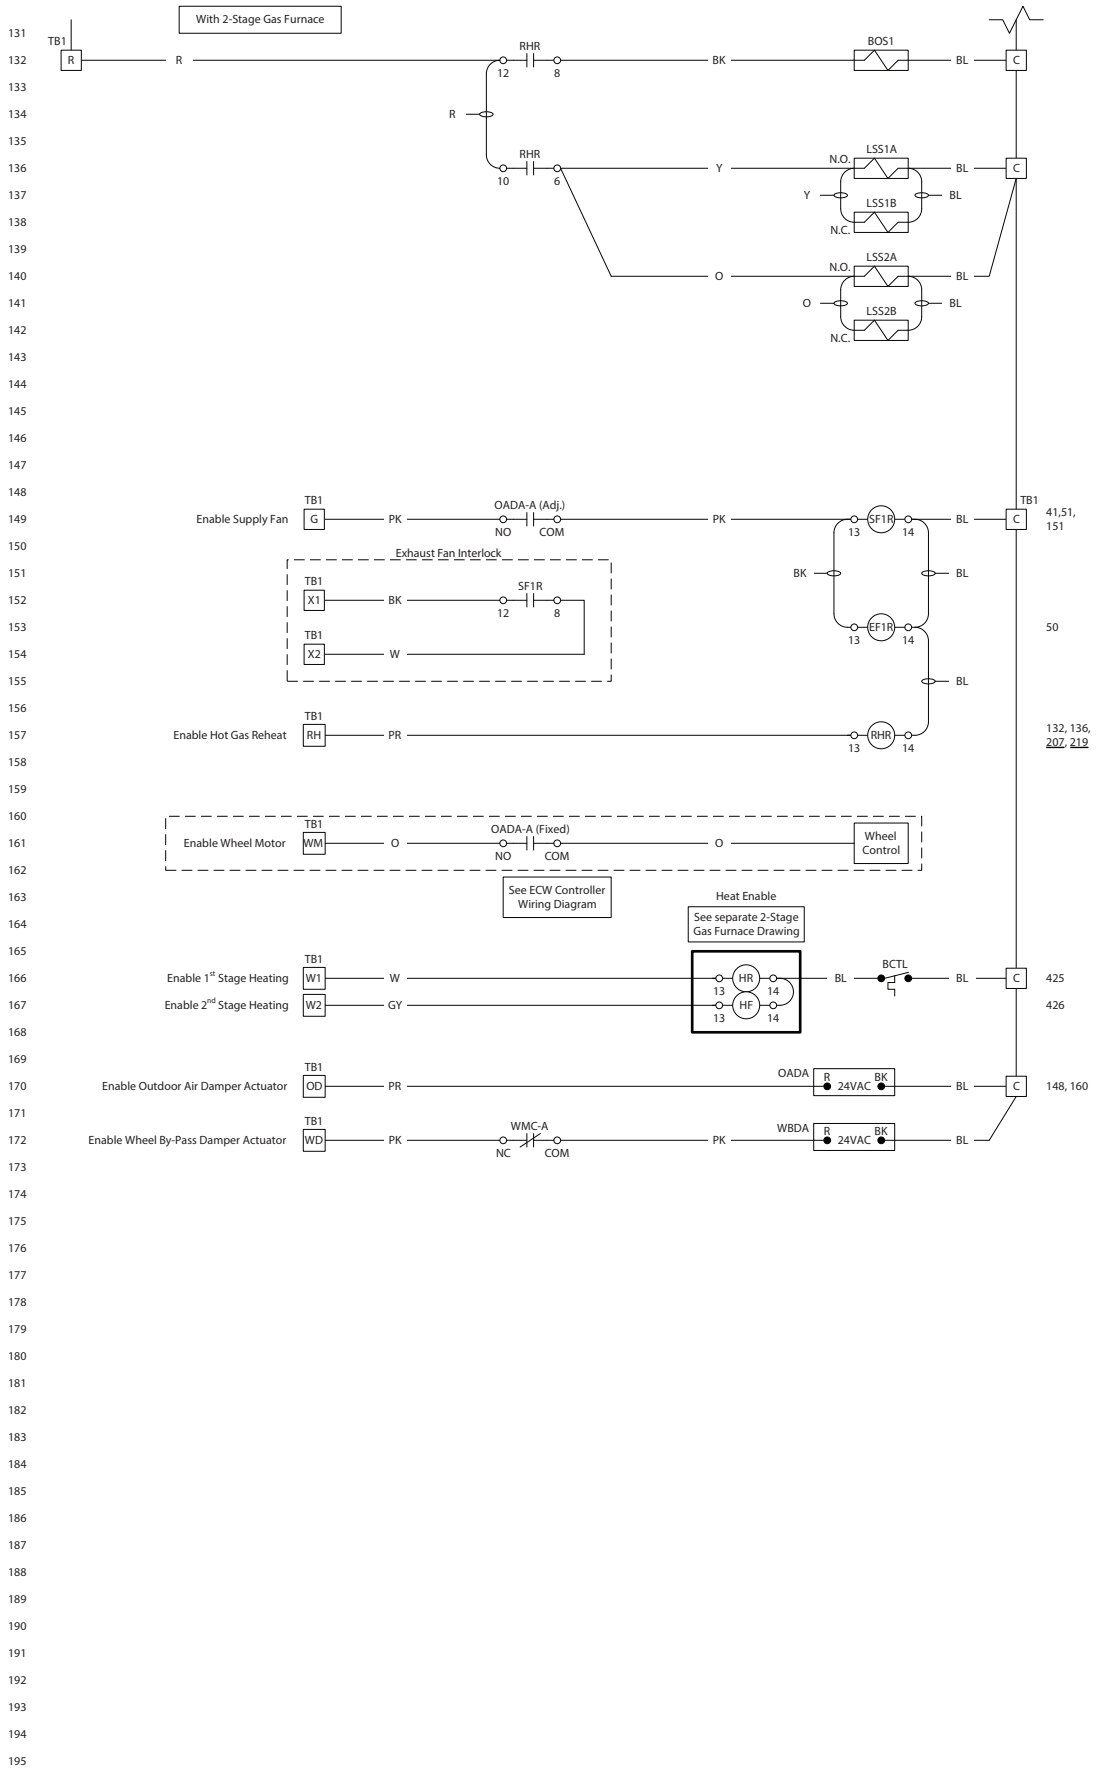 With 2-Stage Gas Furnace
131
TB1
RHR
BOS1
132
R
R
12
8
BK
BL
C
133
134
R
135
RHR
LSS1A
136
10
6
Y
N.O.
BL
C
137
Y
BL
LSS1B
138
N.C.
139
LSS2A
140
O
N.O.
BL
141
O
BL
LSS2B
142
N.C.
143
144
145
146
147
148
TB1
OADA-A (Adj.)
TB1
149
Enable Supply Fan
G
PK
NO
COM
PK
13
SF1R
14
BL
C
41,51,
151
150
Exhaust Fan Interlock
151
BK
BL
TB1
SF1R
152
X1
BK
12
8
153
13
EF1R
14
50
TB1
154
X2
W
155
BL
156
TB1
157
Enable Hot Gas Reheat
RH
PR
13
RHR
14
132, 136,
207, 219
158
159
160
TB1
OADA-A (Fixed)
161
Enable Wheel Motor
WM
O
NO
COM
O
Wheel
Control
162
163
See ECW Controller
Wiring Diagram
Heat Enable
164
See separate 2-Stage
Gas Furnace Drawing
165
TB1
BCTL
166
Enable 1st Stage Heating
W1
W
13
HR
14
BL
BL
C
425
167
Enable 2nd Stage Heating
W2
GY
13
HF
14
426
168
169
TB1
OADA
170
Enable Outdoor Air Damper Actuator
OD
PR
R
24VAC
BK
BL
C
148, 160
171
TB1
WMC-A
WBDA
172
Enable Wheel By-Pass Damper Actuator
WD
PK
NC
COM
PK
R
24VAC
BK
BL
173
174
175
176
177
178
179
180
181
182
183
184
185
186
187
188
189
190
191
192
193
194
195